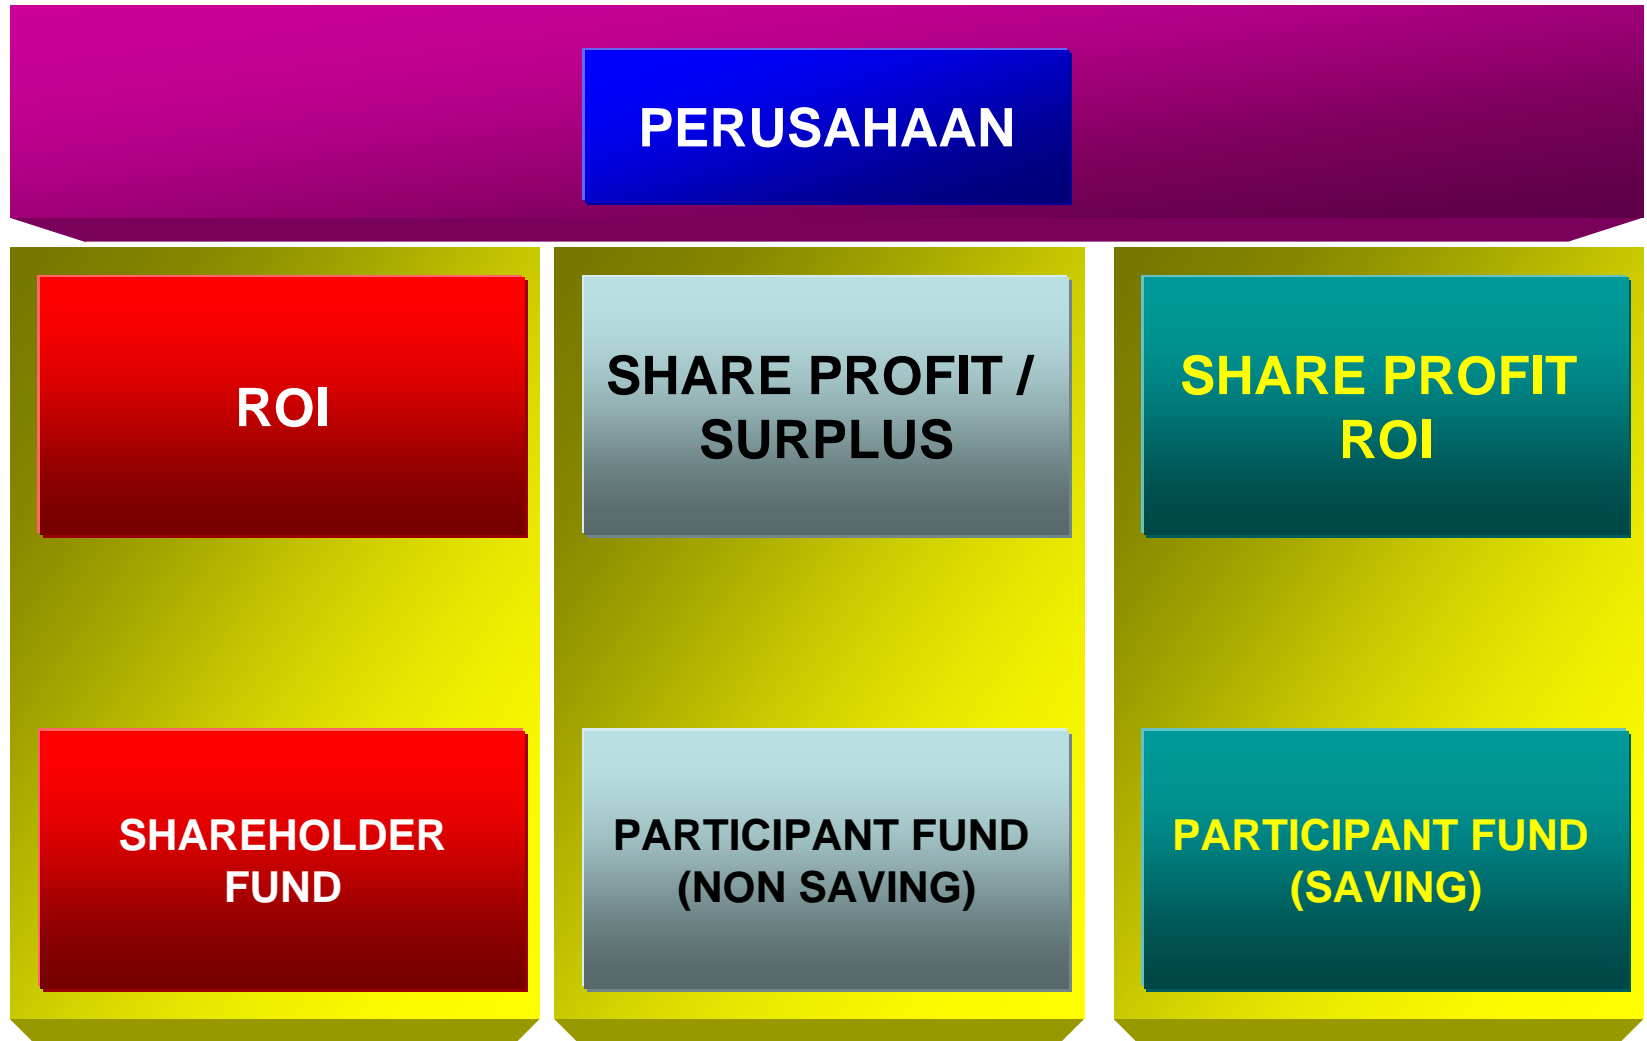 PERUSAHAAN
ROI
SHARE PROFIT /
SURPLUS
SHARE PROFIT
ROI
SHAREHOLDER
FUND
PARTICIPANT FUND
(NON SAVING)
PARTICIPANT FUND
(SAVING)